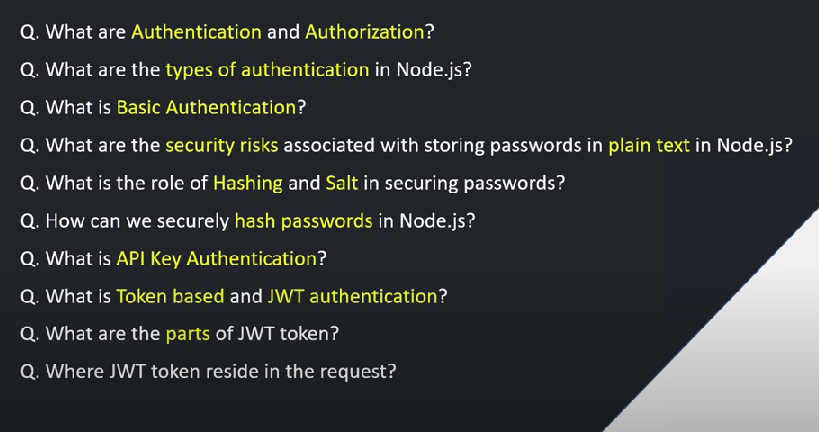 Q. What are Authentication and Authorization?
Q. What are the types of authentication in Node.js?
Q. What is Basic Authentication?
Q. What are the security risks associated with storing passwords in plain text in Node.js?
Q. What is the role of Hashing and Salt in securing passwords?
Q. How can we securely hash passwords in Node.js?
Q. What is API Key Authentication?
Q. What is Token based and JWT authentication?
Q. What are the parts of JWT token?
Q. Where JWT token reside in the request?